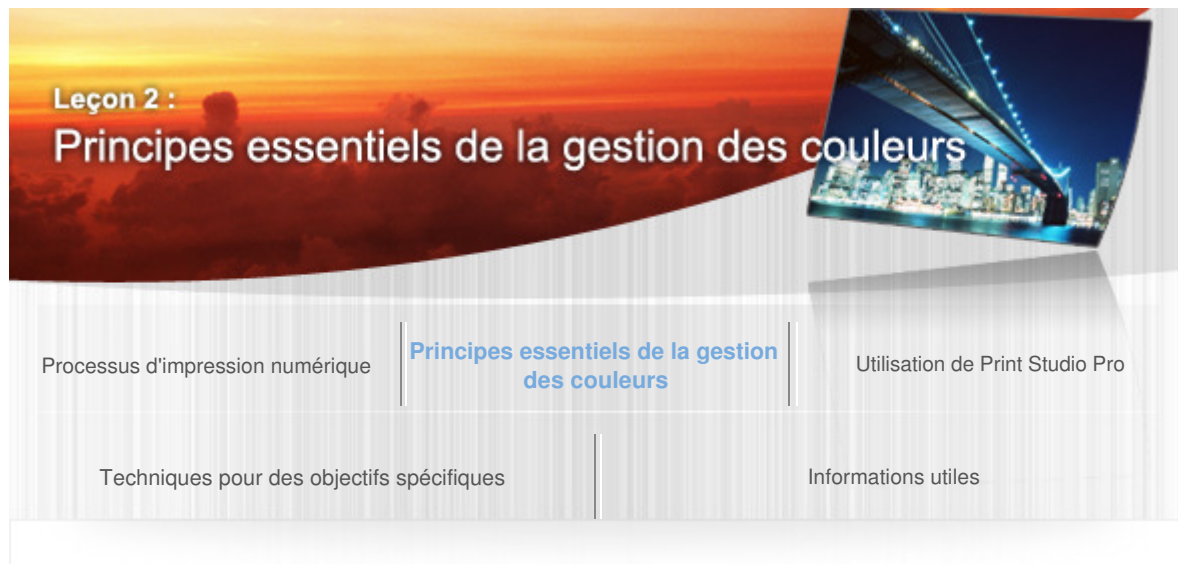 Leçon 2 :
Principes essentiels de la gestion des couleurs
Processus d'impression numérique
Principes essentiels de la gestion
des couleurs
Utilisation de Print Studio Pro
Techniques pour des objectifs spécifiques
Informations utiles